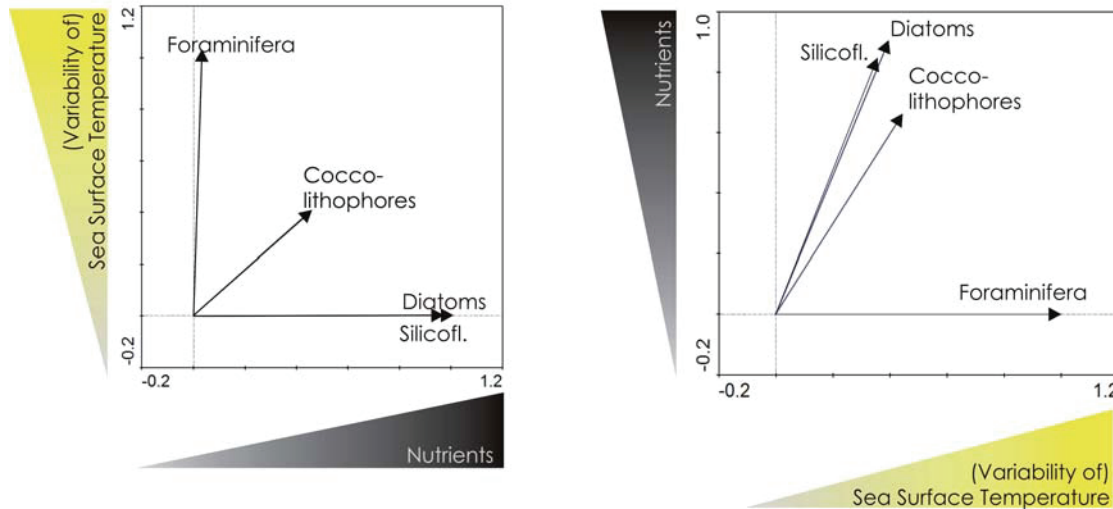 1.2
Foraminifera
(Variability of)
Sea Surface Temperature
Cocco-
lithophores
Diatoms
Silicofl.
-0.2
-0.2
1.2
Nutrients
1.0
Nutrients
Diatoms
Silicofl.
Cocco-
lithophores
Foraminifera
-0.2
-0.2
1.2
(Variability of)
Sea Surface Temperature